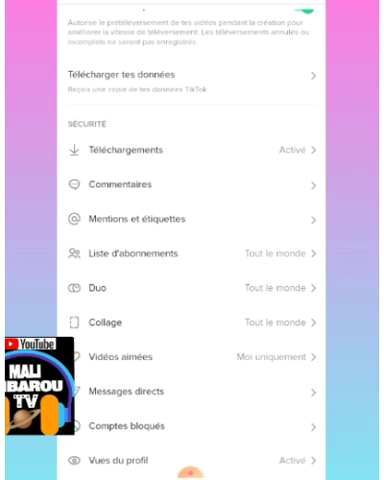 Autorise le prétéléversement de tes vidéos pendant la création pour
améliorer la vitesse de téléversement. Les téléversements annulés ou
incomplets ne seront pas enregistrés.
Télécharger tes données
Reçois une copie de tes données TikTok
SÉCURITÉ
Téléchargements Activé
Commentaires
Mentions et étiquettes
Liste d'abonnements Tout le monde
Duo Tout le monde
Collage Tout le monde
YouTube
Vidéos aimées Moi uniquement
MALI
BAROU
TV
Messages directs
Comptes bloqués
Vues du profil Activé